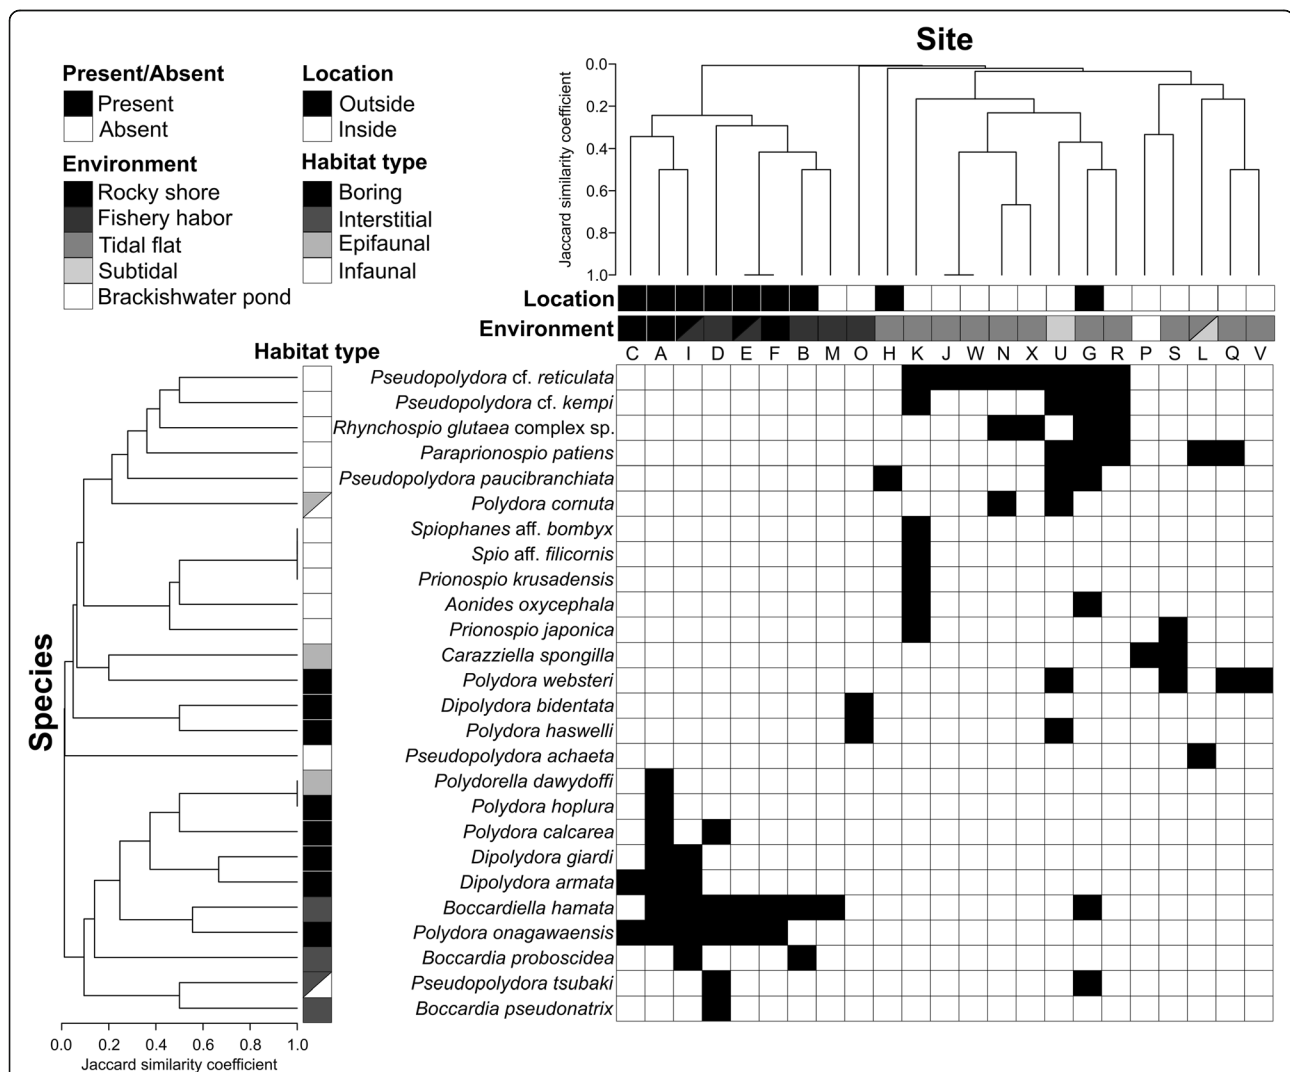 Site
Present/Absent
Present
Absent
Environment
Rocky shore
Fishery habor
Tidal flat
Subtidal
Brackishwater pond
Location
Outside
Inside
Habitat type
Boring
Interstitial
Epifaunal
Infaunal
Jaccard similarity coefficient
0.0
0.2
0.4
0.6
0.8
1.0
Location
Environment
C A I D E F B M O H K J W N X U G R P S L Q V
Habitat type
Pseudopolydora cf. reticulata
Pseudopolydora cf. kempi
Rhynchospio glutaea complex sp.
Paraprionospio patiens
Pseudopolydora paucibranchiata
Polydora cornuta
Spiophanes aff. bombyx
Spio aff. filicornis
Prionospio krusadensis
Aonides oxycephala
Prionospio japonica
Carazziella spongilla
Polydora websteri
Dipolydora bidentata
Polydora haswelli
Pseudopolydora achaeta
Polydorella dawydoffi
Polydora hoplura
Polydora calcarea
Dipolydora giardi
Dipolydora armata
Boccardiella hamata
Polydora onagawaensis
Boccardia proboscidea
Pseudopolydora tsubaki
Boccardia pseudonatrix
Species
0.0 0.2 0.4 0.6 0.8 1.0
Jaccard similarity coefficient